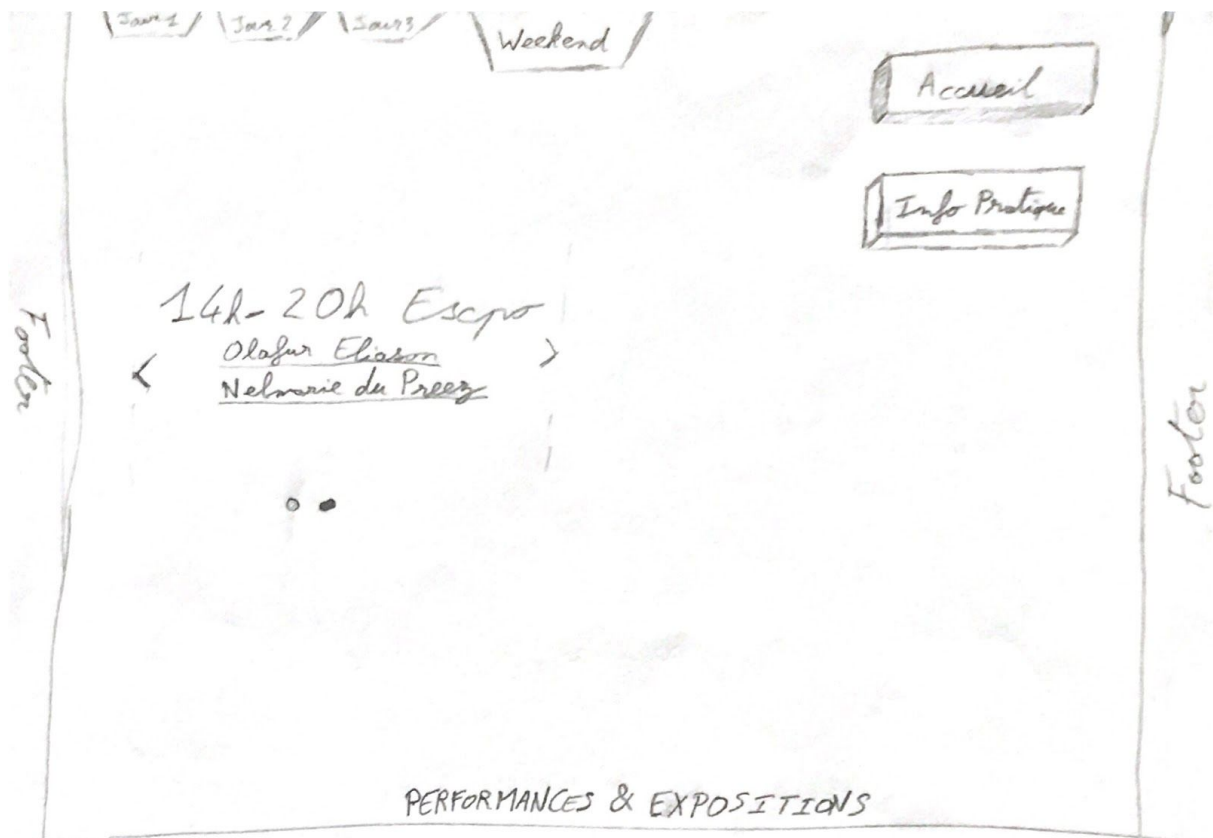 Jour 1
Jour 2
Jour 3
Weekend
Accueil
Info Pratique
14h-20h Expo
Olafur Eliason
Nelmarie du Preez
Footer
Footer
PERFORMANCES & EXPOSITIONS